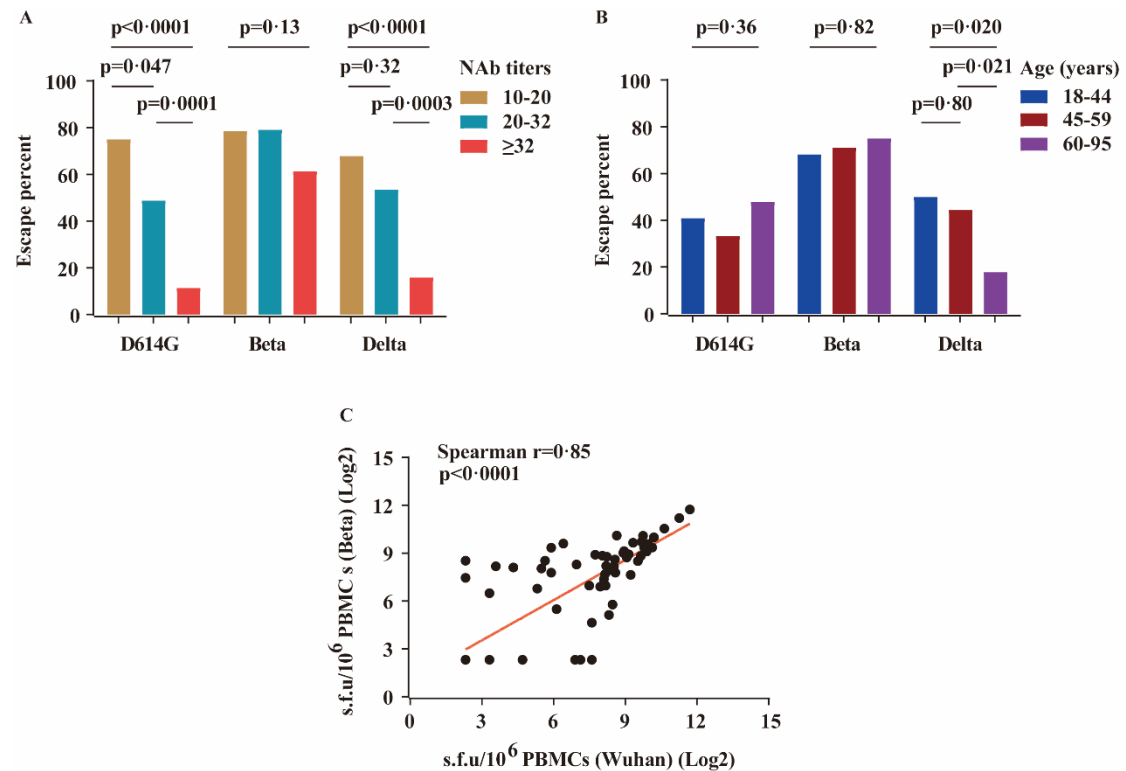 A
p<0·0001
p=0·13
p<0·0001
p=0·047
p=0·32
p=0·0001
p=0·0003
NAb titers
10-20
20-32
≥32
Escape percent
100
80
60
40
20
0
D614G
Beta
Delta
B
p=0·36
p=0·82
p=0·020
p=0·021
p=0·80
Age (years)
18-44
45-59
60-95
Escape percent
100
80
60
40
20
0
D614G
Beta
Delta
C
Spearman r=0·85
p<0·0001
s.f.u/10⁶ PBMC s (Beta) (Log2)
15
12
9
6
3
0
0 3 6 9 12 15
s.f.u/10⁶ PBMCs (Wuhan) (Log2)